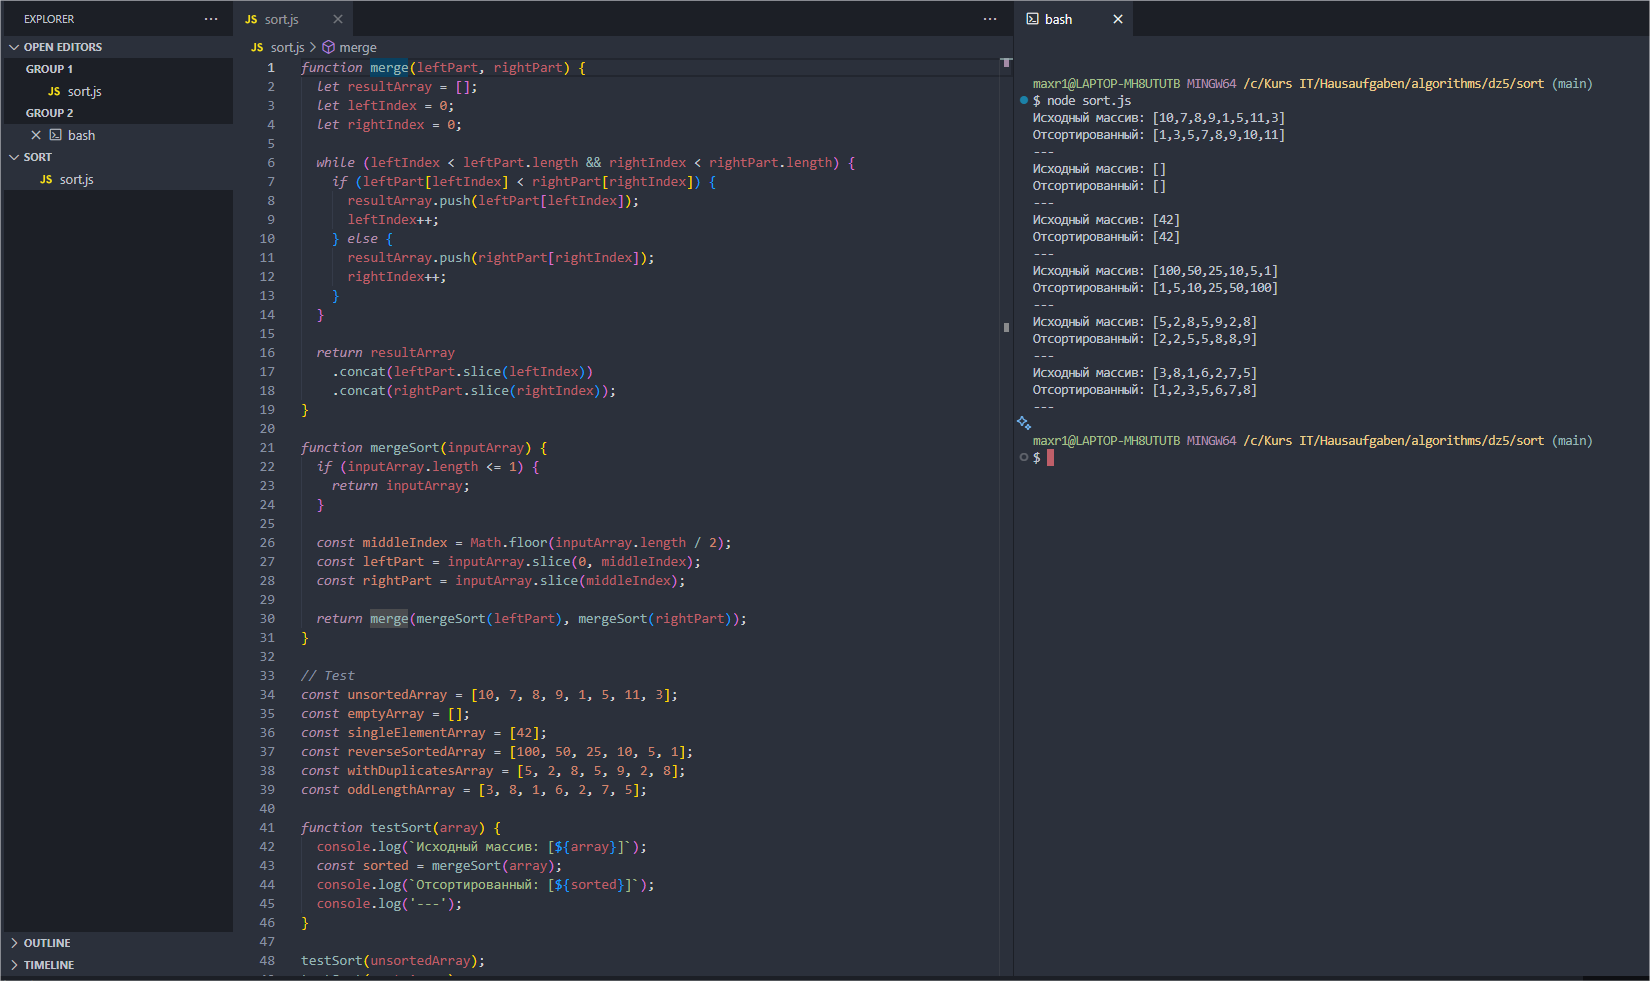 EXPLORER
OPEN EDITORS
GROUP 1
JS sort.js
GROUP 2
bash
SORT
JS sort.js
OUTLINE
TIMELINE
JS sort.js
JS sort.js > merge
1 function merge(leftPart, rightPart) {
2 let resultArray = [];
3 let leftIndex = 0;
4 let rightIndex = 0;
5
6 while (leftIndex < leftPart.length && rightIndex < rightPart.length) {
7 if (leftPart[leftIndex] < rightPart[rightIndex]) {
8 resultArray.push(leftPart[leftIndex]);
9 leftIndex++;
10 } else {
11 resultArray.push(rightPart[rightIndex]);
12 rightIndex++;
13 }
14 }
15
16 return resultArray
17 .concat(leftPart.slice(leftIndex))
18 .concat(rightPart.slice(rightIndex));
19 }
20
21 function mergeSort(inputArray) {
22 if (inputArray.length <= 1) {
23 return inputArray;
24 }
25
26 const middleIndex = Math.floor(inputArray.length / 2);
27 const leftPart = inputArray.slice(0, middleIndex);
28 const rightPart = inputArray.slice(middleIndex);
29
30 return merge(mergeSort(leftPart), mergeSort(rightPart));
31 }
32
33 // Test
34 const unsortedArray = [10, 7, 8, 9, 1, 5, 11, 3];
35 const emptyArray = [];
36 const singleElementArray = [42];
37 const reverseSortedArray = [100, 50, 25, 10, 5, 1];
38 const withDuplicatesArray = [5, 2, 8, 5, 9, 2, 8];
39 const oddLengthArray = [3, 8, 1, 6, 2, 7, 5];
40
41 function testSort(array) {
42 console.log(`Исходный массив: [${array}]`);
43 const sorted = mergeSort(array);
44 console.log(`Отсортированный: [${sorted}]`);
45 console.log('---');
46 }
47
48 testSort(unsortedArray);
bash
maxr1@LAPTOP-MH8UTUTB MINGW64 /c/Kurs IT/Hausaufgaben/algorithms/dz5/sort (main)
$ node sort.js
Исходный массив: [10,7,8,9,1,5,11,3]
Отсортированный: [1,3,5,7,8,9,10,11]
---
Исходный массив: []
Отсортированный: []
---
Исходный массив: [42]
Отсортированный: [42]
---
Исходный массив: [100,50,25,10,5,1]
Отсортированный: [1,5,10,25,50,100]
---
Исходный массив: [5,2,8,5,9,2,8]
Отсортированный: [2,2,5,5,8,8,9]
---
Исходный массив: [3,8,1,6,2,7,5]
Отсортированный: [1,2,3,5,6,7,8]
---
maxr1@LAPTOP-MH8UTUTB MINGW64 /c/Kurs IT/Hausaufgaben/algorithms/dz5/sort (main)
$